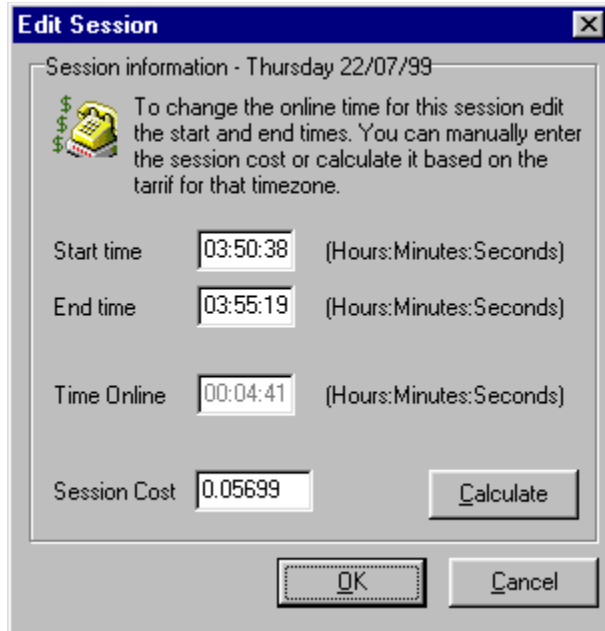 Edit Session
Session information - Thursday 22/07/99
$
$
$
To change the online time for this session edit
the start and end times. You can manually enter
the session cost or calculate it based on the
tarrif for that timezone.
Start time 03:50:38 (Hours:Minutes:Seconds)
End time 03:55:19 (Hours:Minutes:Seconds)
Time Online 00:04:41 (Hours:Minutes:Seconds)
Session Cost 0.05699 Calculate
OK Cancel